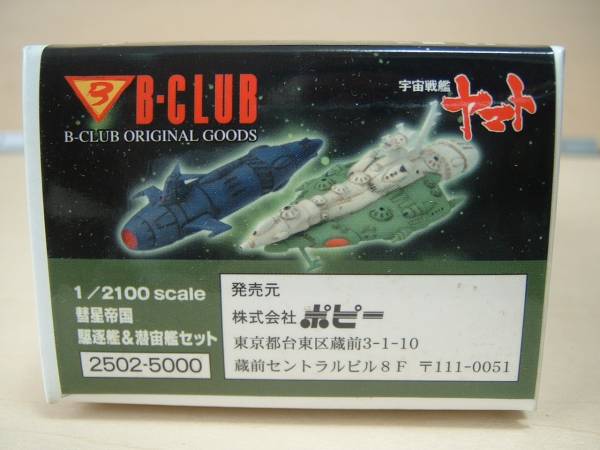 B B-CLUB
B-CLUB ORIGINAL GOODS
宇宙戦艦
ヤマト
1/2100 scale
彗星帝国
駆逐艦&潜宙艦セット
2502-5000
発売元
株式会社 ポピー
東京都台東区蔵前3-1-10
蔵前セントラルビル8F 〒111-0051